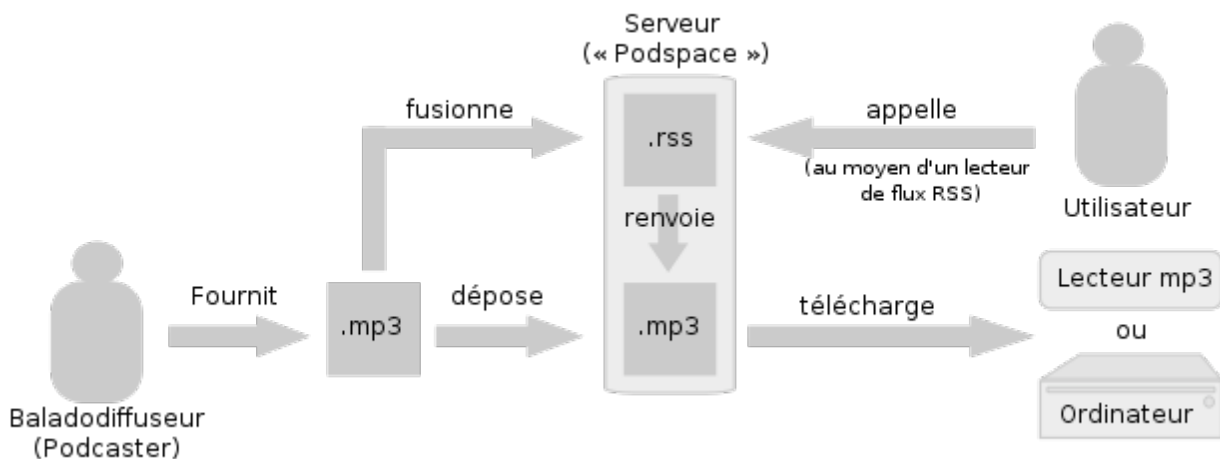 Serveur
(« Podspace »)
fusionne
.rss
appelle
(au moyen d'un lecteur
de flux RSS)
Utilisateur
renvoie
Fournit
.mp3
dépose
.mp3
télécharge
Lecteur mp3
ou
Ordinateur
Baladodiffuseur
(Podcaster)